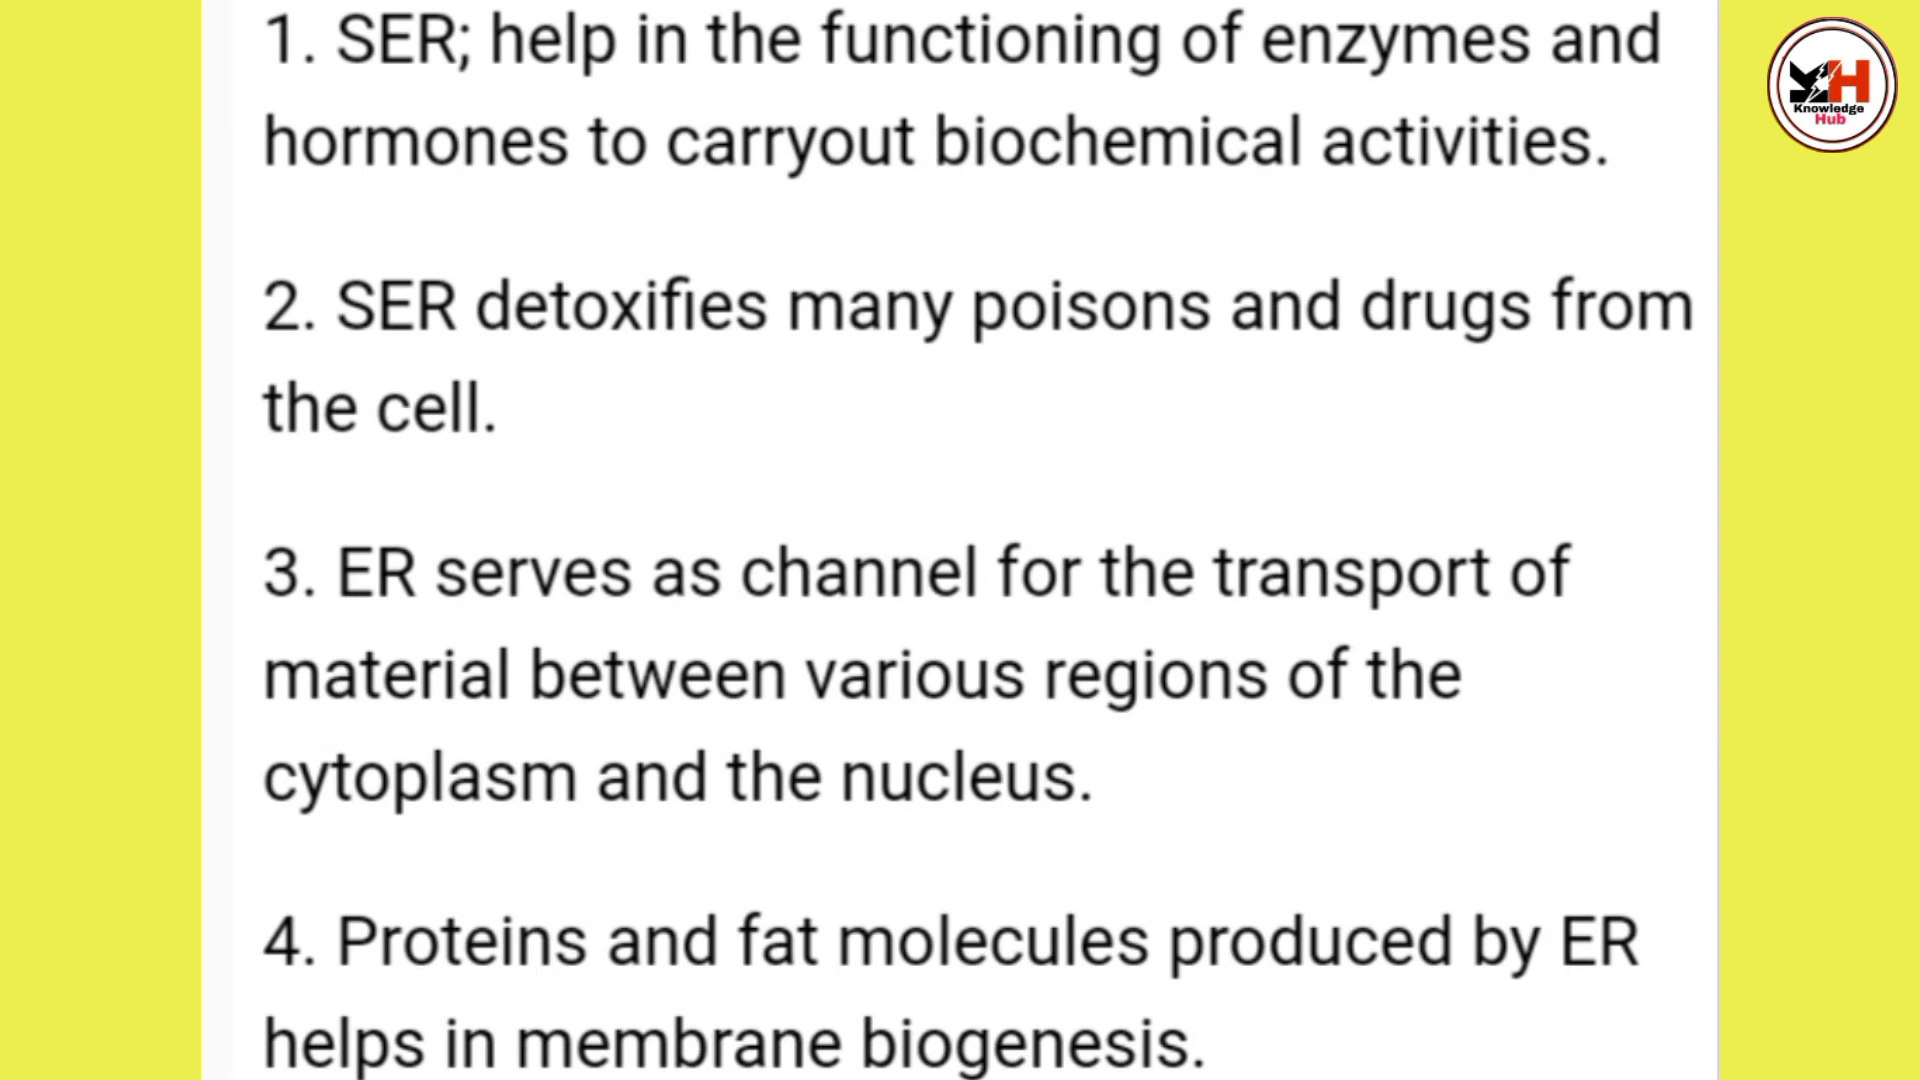 1. SER; help in the functioning of enzymes and
hormones to carryout biochemical activities.
2. SER detoxifies many poisons and drugs from
the cell.
3. ER serves as channel for the transport of
material between various regions of the
cytoplasm and the nucleus.
4. Proteins and fat molecules produced by ER
helps in membrane biogenesis.
Knowledge
Hub